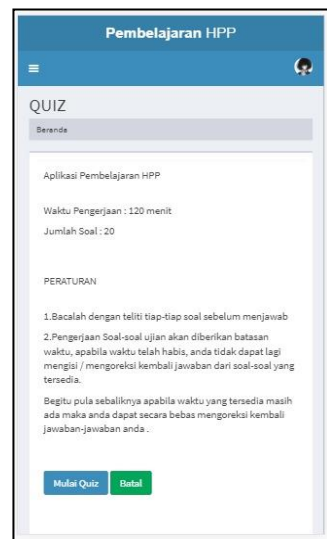 Pembelajaran HPP
QUIZ
Beranda
Aplikasi Pembelajaran HPP
Waktu Pengerjaan : 120 menit
Jumlah Soal : 20
PERATURAN
1.Bacalah dengan teliti tiap-tiap soal sebelum menjawab
2.Pengerjaan Soal-soal ujian akan diberikan batasan
waktu, apabila waktu telah habis, anda tidak dapat lagi
mengisi / mengoreksi kembali jawaban dari soal-soal yang
tersedia.
Begitu pula sebaliknya apabila waktu yang tersedia masih
ada maka anda dapat secara bebas mengoreksi kembali
jawaban-jawaban anda .
Mulai Quiz Batal